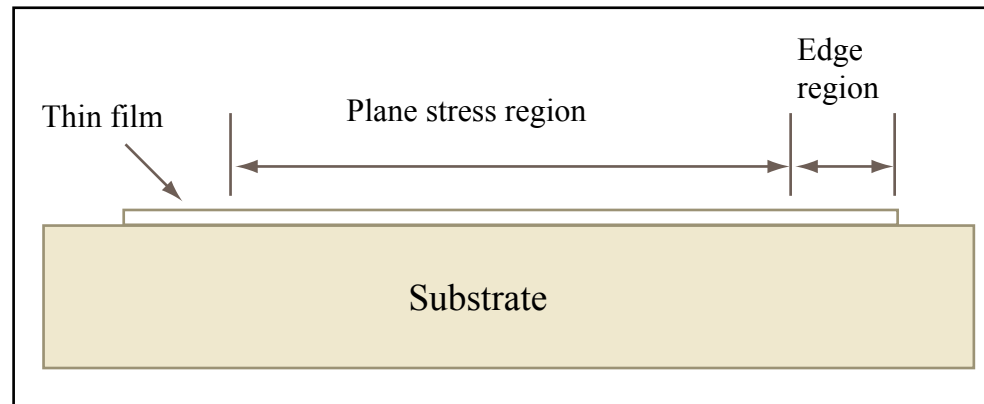 Edge
region
Plane stress region
Thin film
Substrate